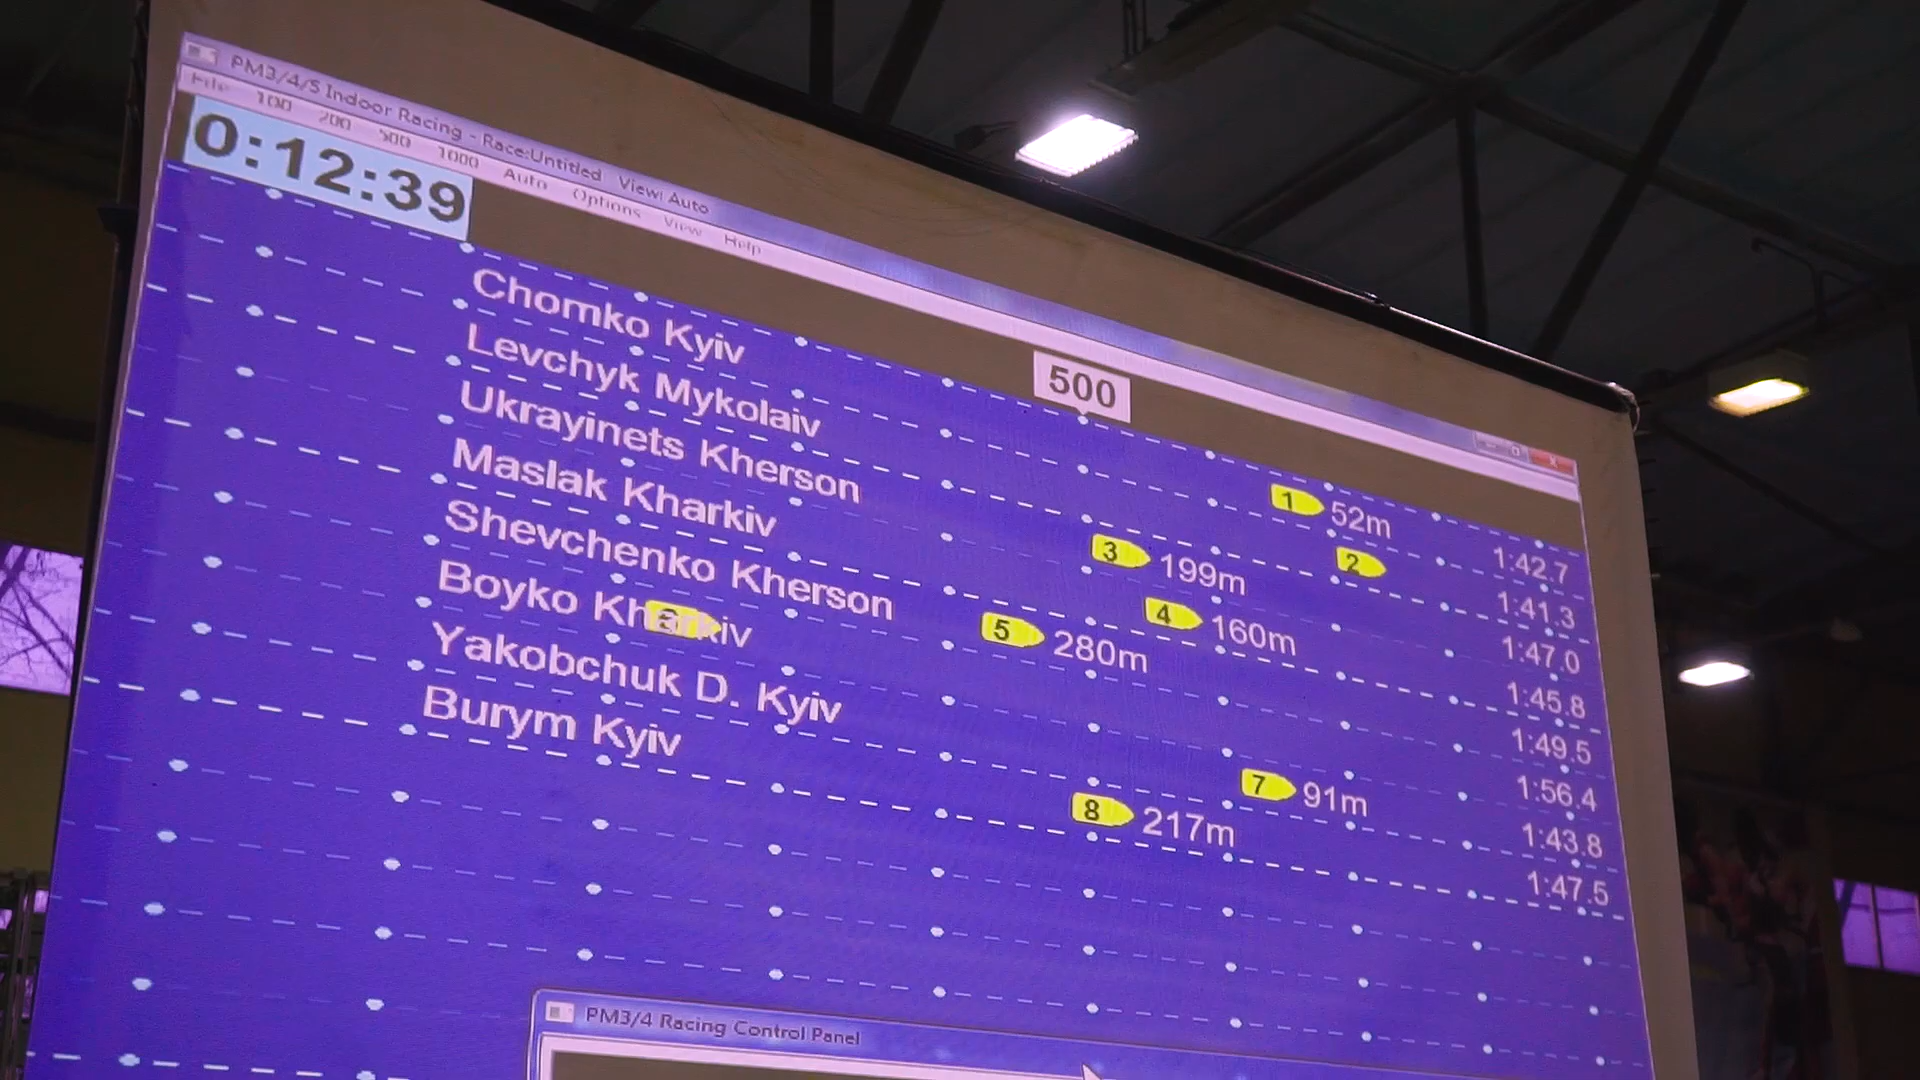 PM3/4/5 Indoor Racing - Race:Untitled View: Auto
File 100 200 500 1000 Auto Options View Help
0:12:39
500
Chomko Kyiv 1 52m 1:42.7
Levchyk Mykolaiv 2 1:41.3
Ukrayinets Kherson 3 199m 1:47.0
Maslak Kharkiv 4 160m 1:45.8
Shevchenko Kherson 5 280m 1:49.5
Boyko Kharkiv 1:56.4
Yakobchuk D. Kyiv 7 91m 1:43.8
Burym Kyiv 8 217m 1:47.5
PM3/4 Racing Control Panel